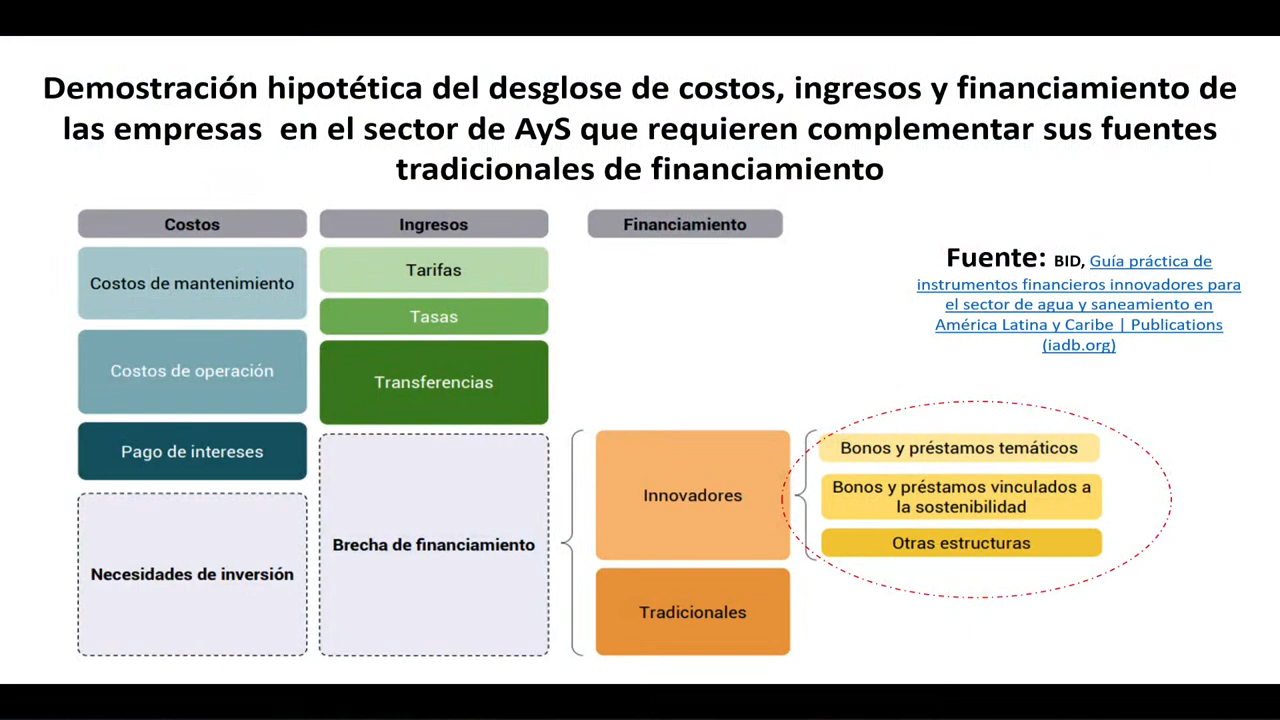 Demostración hipotética del desglose de costos, ingresos y financiamiento de
las empresas en el sector de AyS que requieren complementar sus fuentes
tradicionales de financiamiento
Costos
Ingresos
Financiamiento
Costos de mantenimiento
Costos de operación
Pago de intereses
Necesidades de inversión
Tarifas
Tasas
Transferencias
Brecha de financiamiento
Innovadores
Tradicionales
Bonos y préstamos temáticos
Bonos y préstamos vinculados a
la sostenibilidad
Otras estructuras
Fuente: BID, Guía práctica de
instrumentos financieros innovadores para
el sector de agua y saneamiento en
América Latina y Caribe | Publications
(iadb.org)